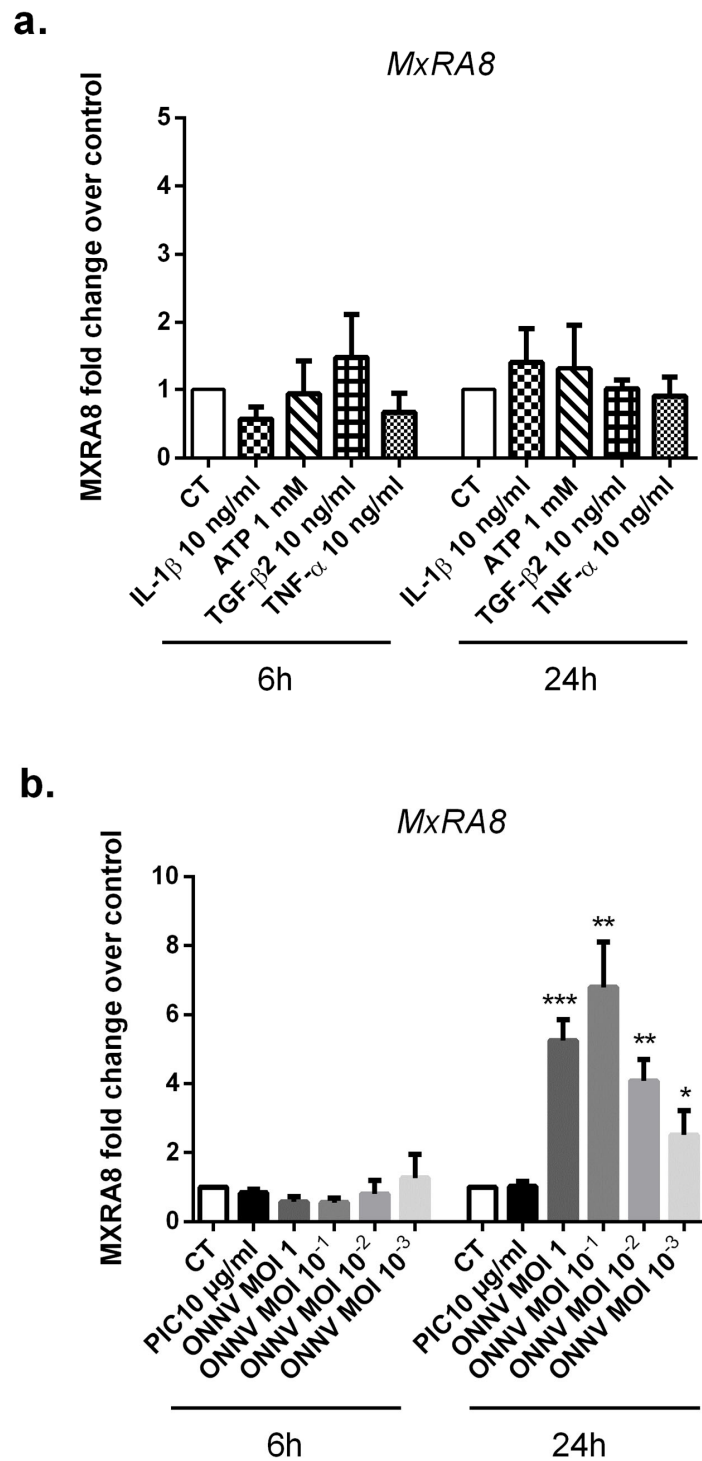 a.
MxRA8
MXRA8 fold change over control
5
4
3
2
1
0
CT
IL-1β 10 ng/ml
ATP 1 mM
TGF-β2 10 ng/ml
TNF-α 10 ng/ml
CT
IL-1β 10 ng/ml
ATP 1 mM
TGF-β2 10 ng/ml
TNF-α 10 ng/ml
6h
24h
b.
MxRA8
MXRA8 fold change over control
10
8
6
4
2
0
***
**
**
*
CT
PIC10 µg/ml
ONNV MOI 1
ONNV MOI 10⁻¹
ONNV MOI 10⁻²
ONNV MOI 10⁻³
CT
PIC10 µg/ml
ONNV MOI 1
ONNV MOI 10⁻¹
ONNV MOI 10⁻²
ONNV MOI 10⁻³
6h
24h